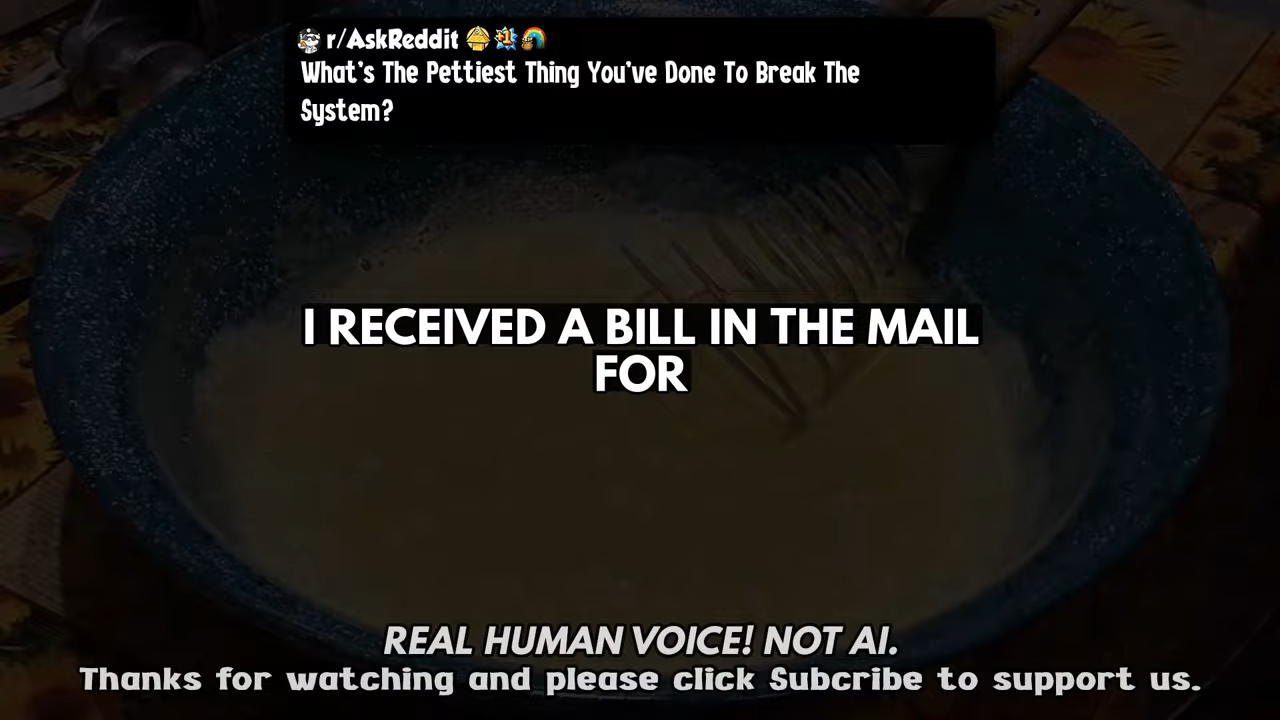 r/AskReddit
What's The Pettiest Thing You've Done To Break The
System?
I RECEIVED A BILL IN THE MAIL
FOR
REAL HUMAN VOICE! NOT AI.
Thanks for watching and please click Subcribe to support us.